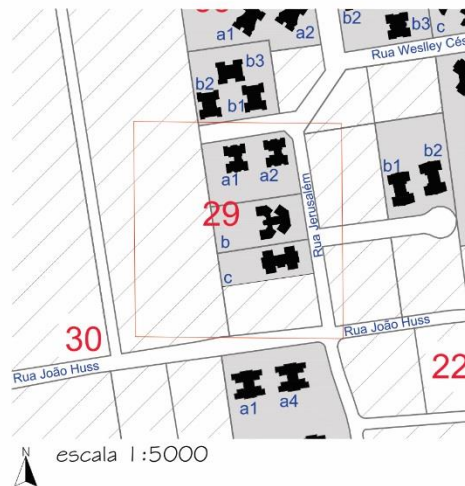 a1
a2
b2
b3
c
Rua Weslley Cés
b3
b2
b1
a1
a2
b1
b2
29
b
Rua Jerusalém
c
30
Rua João Huss
22
Rua João Huss
a1
a4
N
escala 1:5000